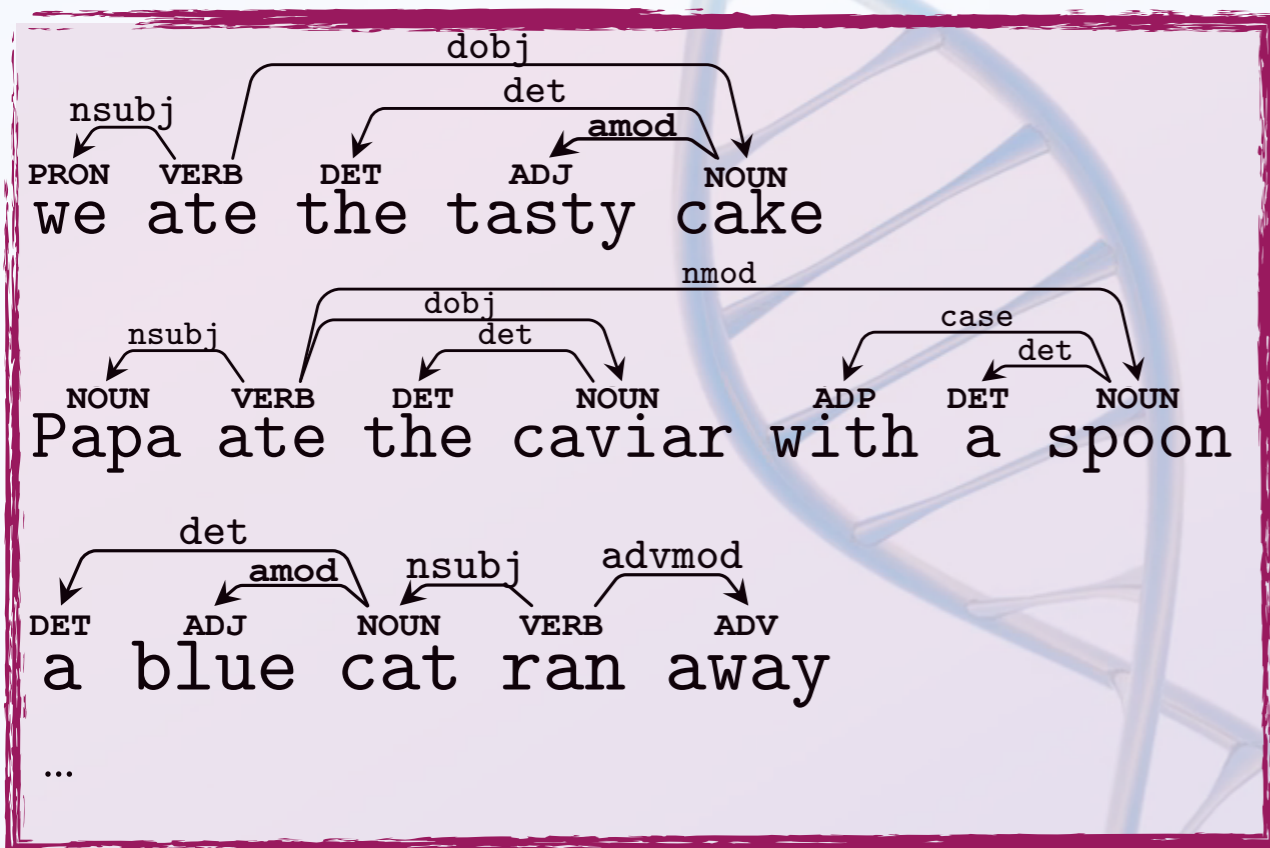 dobj
det
nsubj
amod
PRON VERB DET ADJ NOUN
we ate the tasty cake
nmod
dobj
case
nsubj det
det
NOUN VERB DET NOUN ADP DET NOUN
Papa ate the caviar with a spoon
det
advmod
amod nsubj
DET ADJ NOUN VERB ADV
a blue cat ran away
...